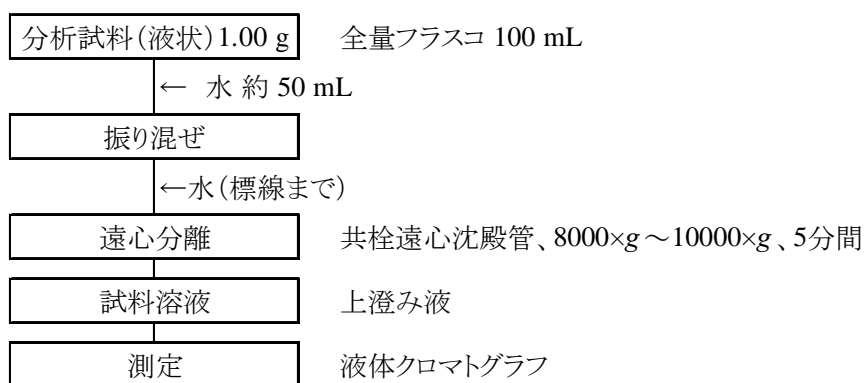 分析試料(液状)1.00 g 全量フラスコ 100 mL
← 水 約 50 mL
振り混ぜ
←水(標線まで)
遠心分離 共栓遠心沈殿管、8000×g～10000×g、5分間
試料溶液 上澄み液
測定 液体クロマトグラフ